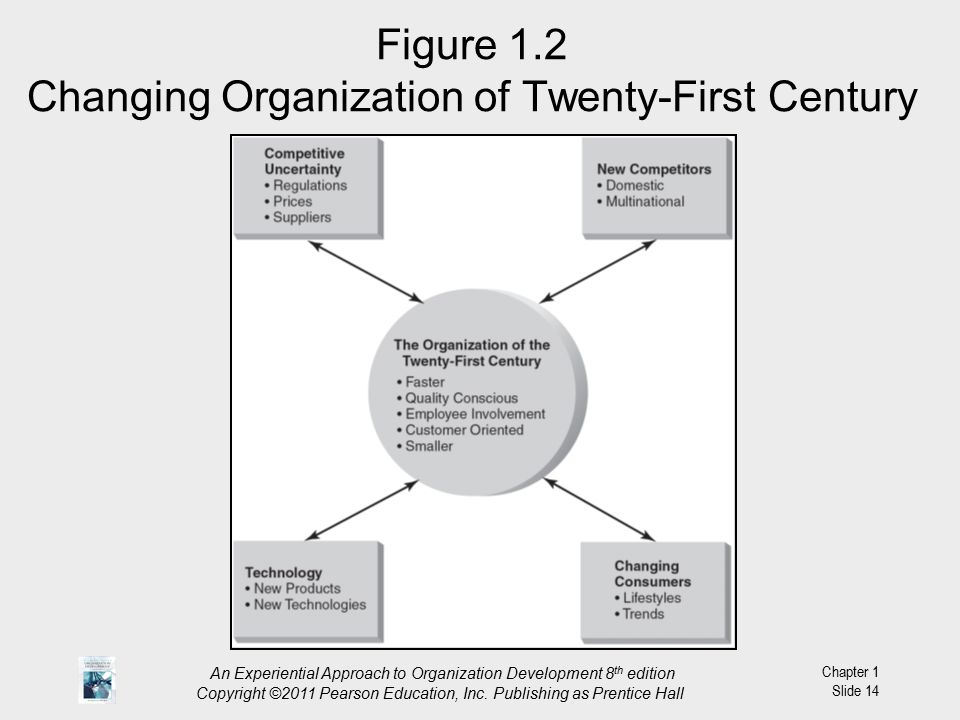 Figure 1.2
Changing Organization of Twenty-First Century
Competitive
Uncertainty
• Regulations
• Prices
• Suppliers
New Competitors
• Domestic
• Multinational
The Organization of the
Twenty-First Century
• Faster
• Quality Conscious
• Employee Involvement
• Customer Oriented
• Smaller
Technology
• New Products
• New Technologies
Changing
Consumers
• Lifestyles
• Trends
An Experiential Approach to Organization Development 8th edition
Copyright ©2011 Pearson Education, Inc. Publishing as Prentice Hall
Chapter 1
Slide 14